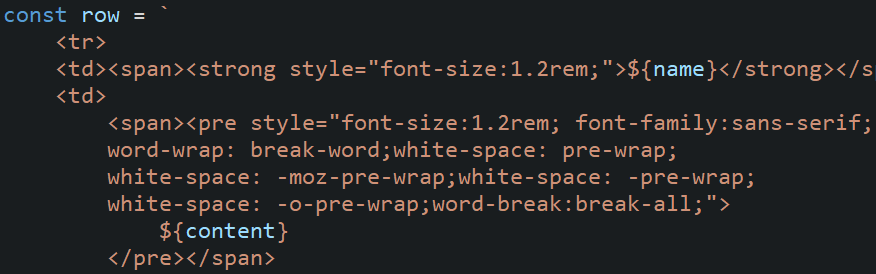 const row = `
<tr>
<td><span><strong style="font-size:1.2rem;">${name}</strong></s
<td>
<span><pre style="font-size:1.2rem; font-family:sans-serif;
word-wrap: break-word;white-space: pre-wrap;
white-space: -moz-pre-wrap;white-space: -pre-wrap;
white-space: -o-pre-wrap;word-break:break-all;">
${content}
</pre></span>